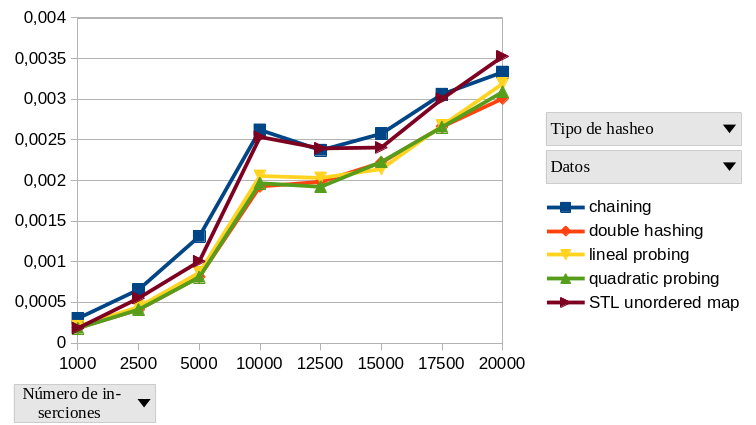 0,004
0,0035
0,003
0,0025
0,002
0,0015
0,001
0,0005
0
1000 2500 5000 10000 12500 15000 17500 20000
Número de in-
serciones
Tipo de hasheo
Datos
chaining
double hashing
lineal probing
quadratic probing
STL unordered map